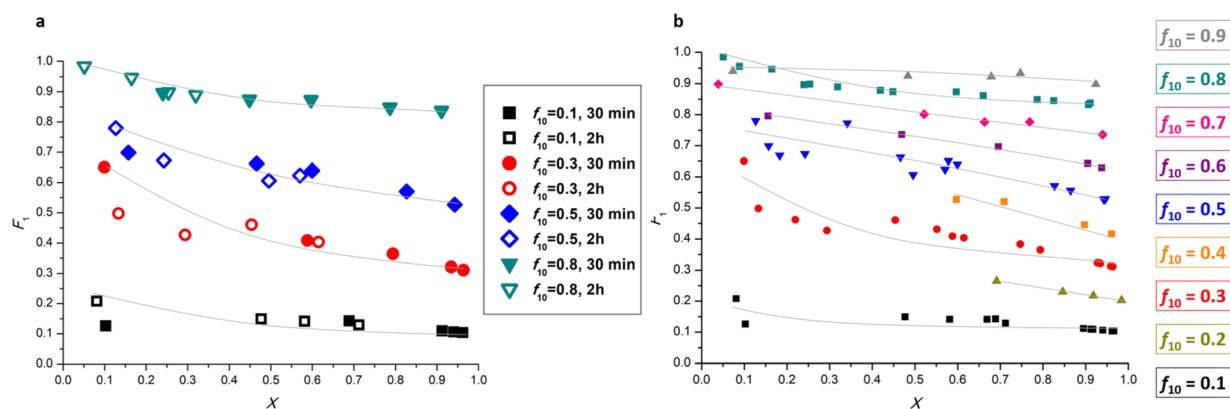 a
1.0
0.9
0.8
0.7
0.6
0.5
0.4
0.3
0.2
0.1
0.0
F1
0.0 0.1 0.2 0.3 0.4 0.5 0.6 0.7 0.8 0.9 1.0
X
f10=0.1, 30 min
f10=0.1, 2h
f10=0.3, 30 min
f10=0.3, 2h
f10=0.5, 30 min
f10=0.5, 2h
f10=0.8, 30 min
f10=0.8, 2h
b
1.0
0.9
0.8
0.7
0.6
0.5
0.4
0.3
0.2
0.1
0.0
F1
0.0 0.1 0.2 0.3 0.4 0.5 0.6 0.7 0.8 0.9 1.0
X
f10 = 0.9
f10 = 0.8
f10 = 0.7
f10 = 0.6
f10 = 0.5
f10 = 0.4
f10 = 0.3
f10 = 0.2
f10 = 0.1